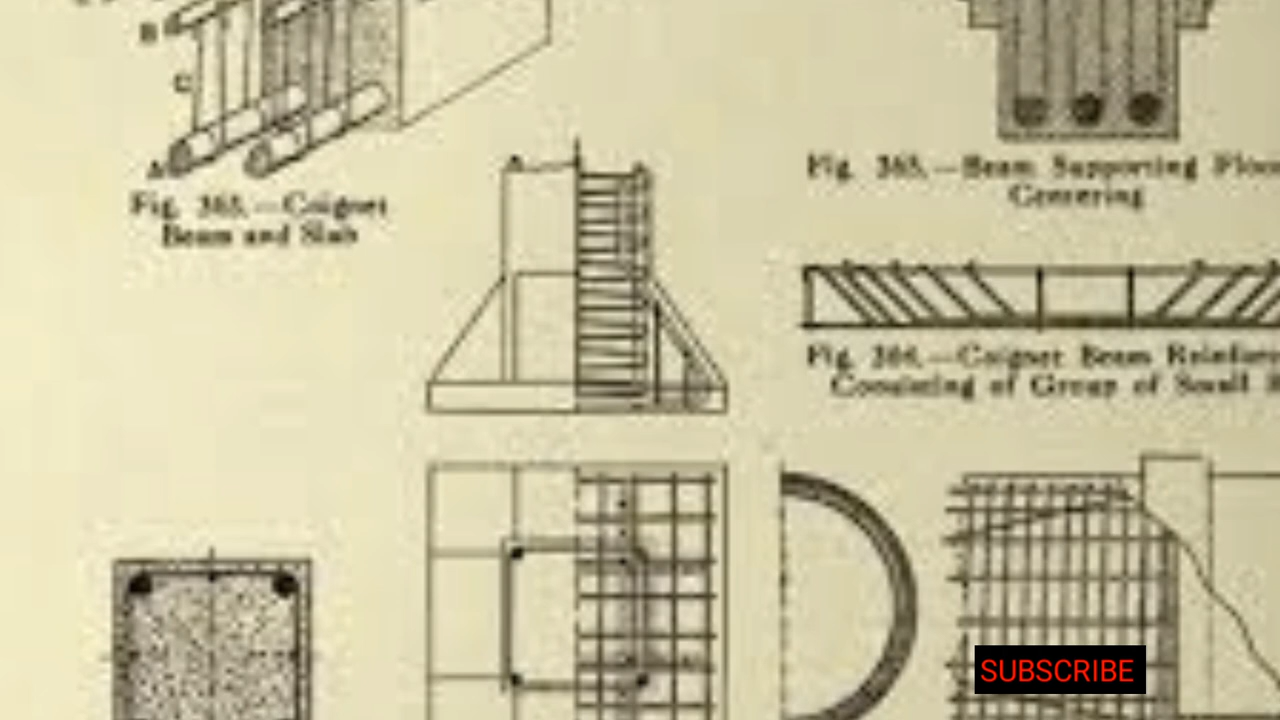 B
C
A
Fig. 363.—Coignet
Beam and Slab
Fig. 365.—Beam Supporting Floor
Centering
Fig. 364.—Coignet Beam Reinforc
Consisting of Group of Small
SUBSCRIBE